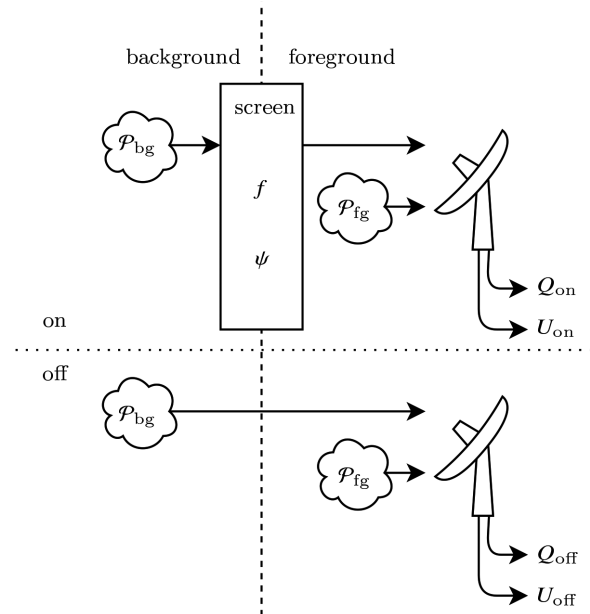 background foreground
screen
𝒫bg
f
𝒫fg
ψ
Qon
on
Uon
off
𝒫bg
𝒫fg
Qoff
Uoff